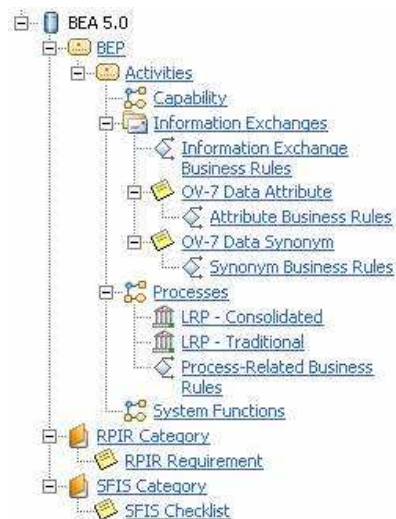 BEA 5.0
BEP
Activities
Capability
Information Exchanges
Information Exchange
Business Rules
OV-7 Data Attribute
Attribute Business Rules
OV-7 Data Synonym
Synonym Business Rules
Processes
LRP - Consolidated
LRP - Traditional
Process-Related Business
Rules
System Functions
RPIR Category
RPIR Requirement
SFIS Category
SFIS Checklist